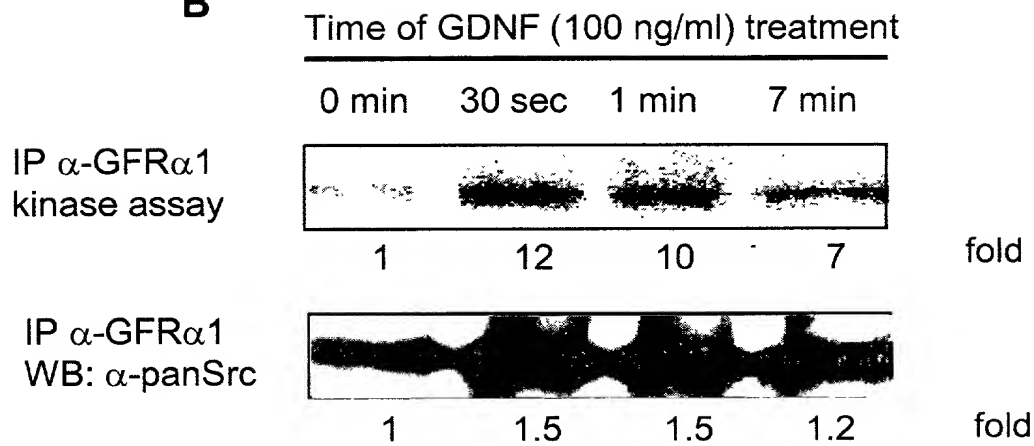 B
Time of GDNF (100 ng/ml) treatment
0 min 30 sec 1 min 7 min
IP α-GFRα1
kinase assay
1 12 10 7 fold
IP α-GFRα1
WB: α-panSrc
1 1.5 1.5 1.2 fold